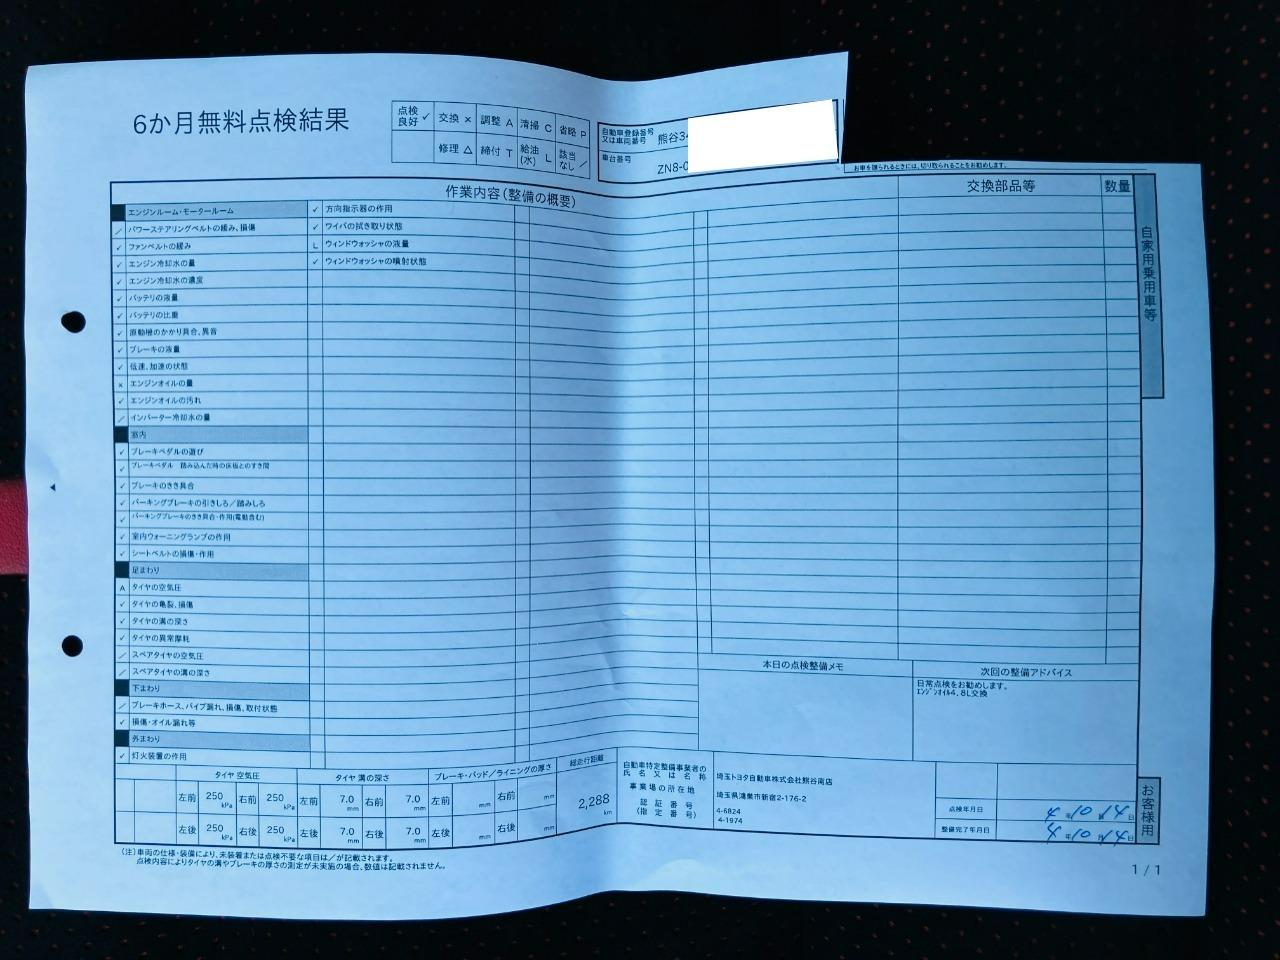 6か月無料点検結果
点検良好 ✓ 交換 × 調整 A 清掃 C 省略 P
修理 △ 締付 T 給油(水) L 該当なし ／
自動車登録番号又は車両番号 熊谷34
車台番号 ZN8-0
お車を譲られるときには、切り取られることをお勧めします。
作業内容(整備の概要) 交換部品等 数量
自家用乗用車等
エンジンルーム・モータールーム
／ パワーステアリングベルトの緩み、損傷
✓ ファンベルトの緩み
✓ エンジン冷却水の量
✓ エンジン冷却水の濃度
✓ バッテリの液量
✓ バッテリの比重
✓ 原動機のかかり具合、異音
✓ ブレーキの液量
✓ 低速、加速の状態
× エンジンオイルの量
✓ エンジンオイルの汚れ
／ インバーター冷却水の量
室内
✓ ブレーキペダルの遊び
✓ ブレーキペダル 踏み込んだ時の床板とのすき間
✓ ブレーキのきき具合
✓ パーキングブレーキの引きしろ／踏みしろ
✓ パーキングブレーキのきき具合・作用(電動含む)
✓ 室内ウォーニングランプの作用
✓ シートベルトの損傷・作用
足まわり
A タイヤの空気圧
✓ タイヤの亀裂、損傷
✓ タイヤの溝の深さ
✓ タイヤの異常摩耗
／ スペアタイヤの空気圧
／ スペアタイヤの溝の深さ
下まわり
／ ブレーキホース、パイプ漏れ、損傷、取付状態
✓ 損傷・オイル漏れ等
外まわり
✓ 灯火装置の作用
✓ 方向指示器の作用
✓ ワイパの拭き取り状態
L ウィンドウォッシャの液量
✓ ウィンドウォッシャの噴射状態
本日の点検整備メモ
次回の整備アドバイス
日常点検をお勧めします。
ｴﾝｼﾞﾝｵｲﾙ4.8L交換
タイヤ 空気圧 タイヤ 溝の深さ ブレーキ・パッド／ライニングの厚さ 総走行距離
左前 250 kPa 右前 250 kPa 左前 7.0 mm 右前 7.0 mm 左前 mm 右前 mm 2,288 km
左後 250 kPa 右後 250 kPa 左後 7.0 mm 右後 7.0 mm 左後 mm 右後 mm
自動車特定整備事業者の氏名又は名称 埼玉トヨタ自動車株式会社熊谷南店
事業場の所在地 埼玉県鴻巣市新宿2-176-2
認証番号 4-6824
(指定番号) 4-1974
点検年月日 4年10月14日
整備完了年月日 4年10月14日
お客様用
(注)車両の仕様・装備により、未装着または点検不要な項目は／が記載されます。
点検内容によりタイヤの溝やブレーキの厚さの測定が未実施の場合、数値は記載されません。
1 / 1